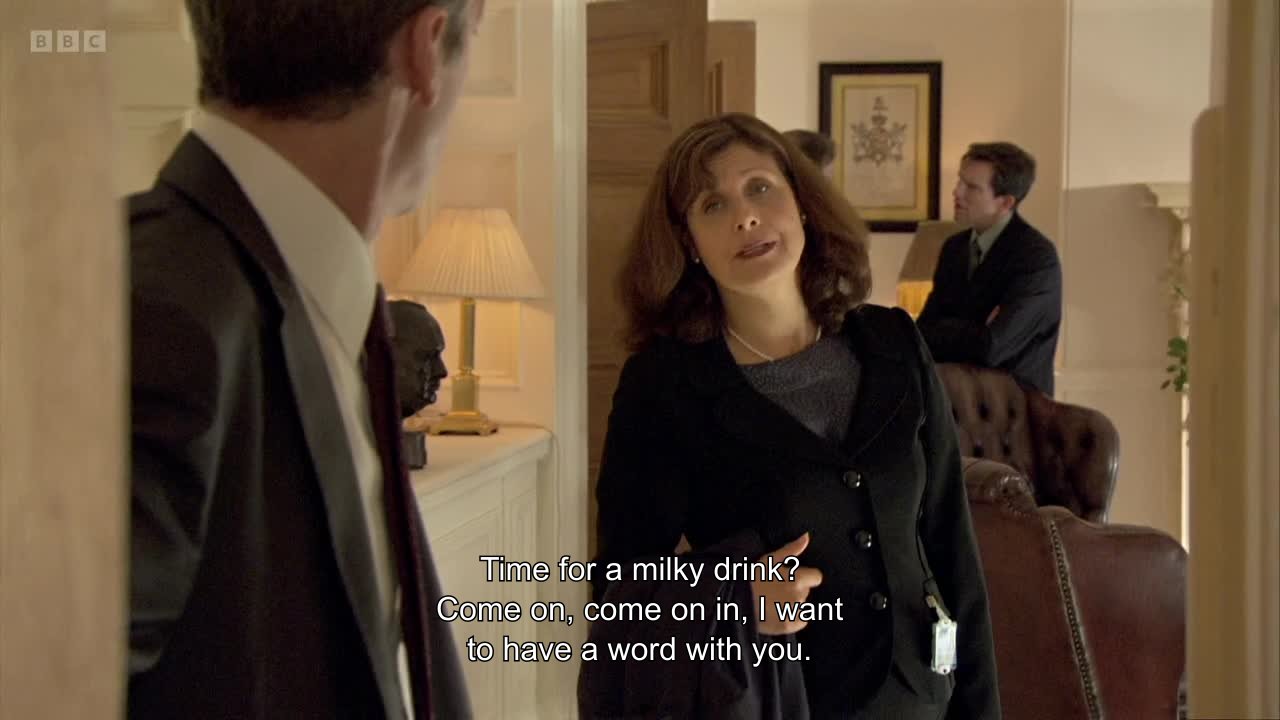 BBC
Time for a milky drink?
Come on, come on in, I want
to have a word with you.